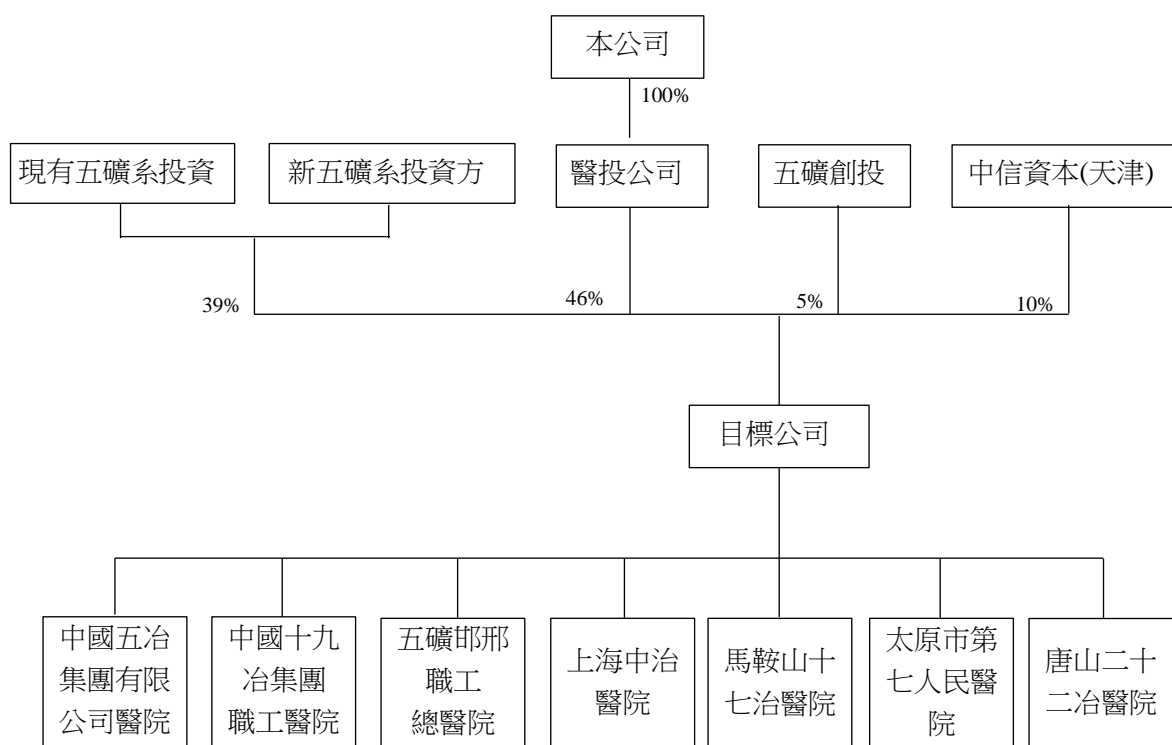 本公司
100%
現有五礦系投資
新五礦系投資方
醫投公司
五礦創投
中信資本(天津)
39%
46%
5%
10%
目標公司
中國五冶
集團有限
公司醫院
中國十九
冶集團
職工醫院
五礦邯邢
職工
總醫院
上海中治
醫院
馬鞍山十
七治醫院
太原市第
七人民醫
院
唐山二十
二冶醫院